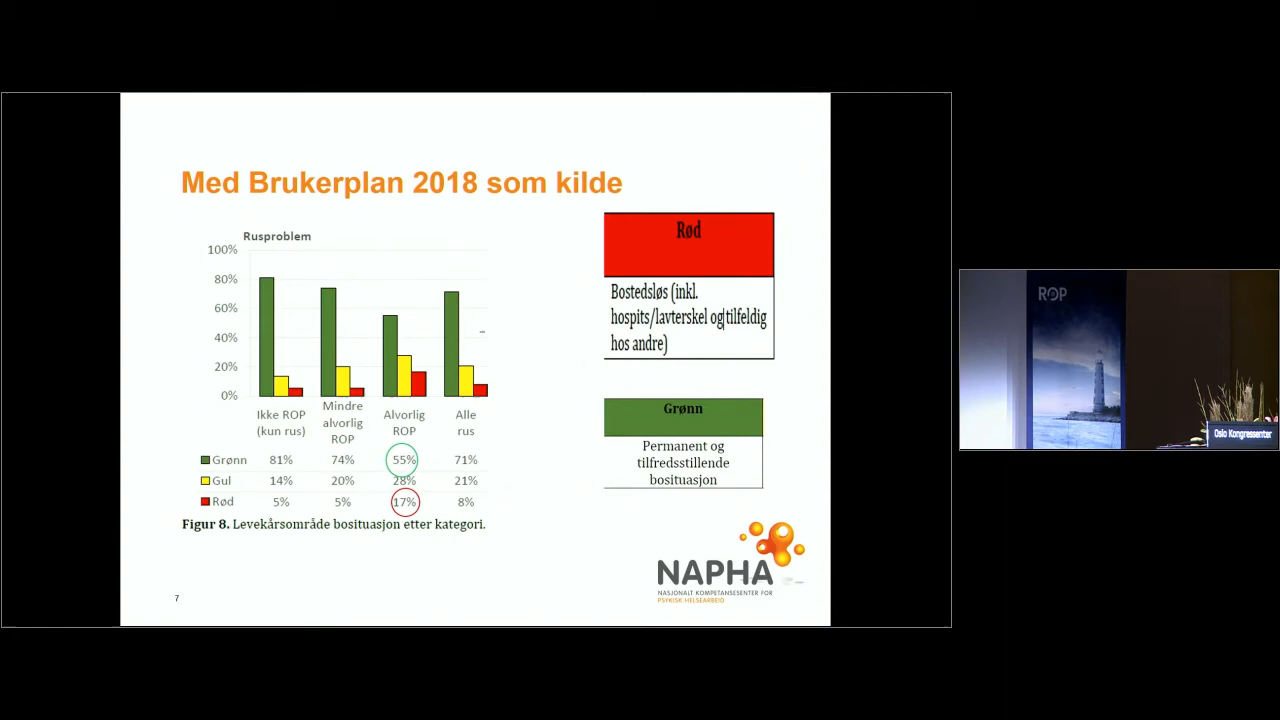 Med Brukerplan 2018 som kilde
Rusproblem
100%
80%
60%
40%
20%
0%
Ikke ROP
(kun rus)
Mindre
alvorlig
ROP
Alvorlig
ROP
Alle
rus
Grønn 81% 74% 55% 71%
Gul 14% 20% 28% 21%
Rød 5% 5% 17% 8%
Figur 8. Levekårsområde bosituasjon etter kategori.
Rød
Bostedsløs (inkl.
hospits/lavterskel og tilfeldig
hos andre)
Grønn
Permanent og
tilfredsstillende
bosituasjon
NAPHA
NASJONALT KOMPETANSESENTER FOR
PSYKISK HELSEARBEID
7
ROP
Oslo Kongressenter